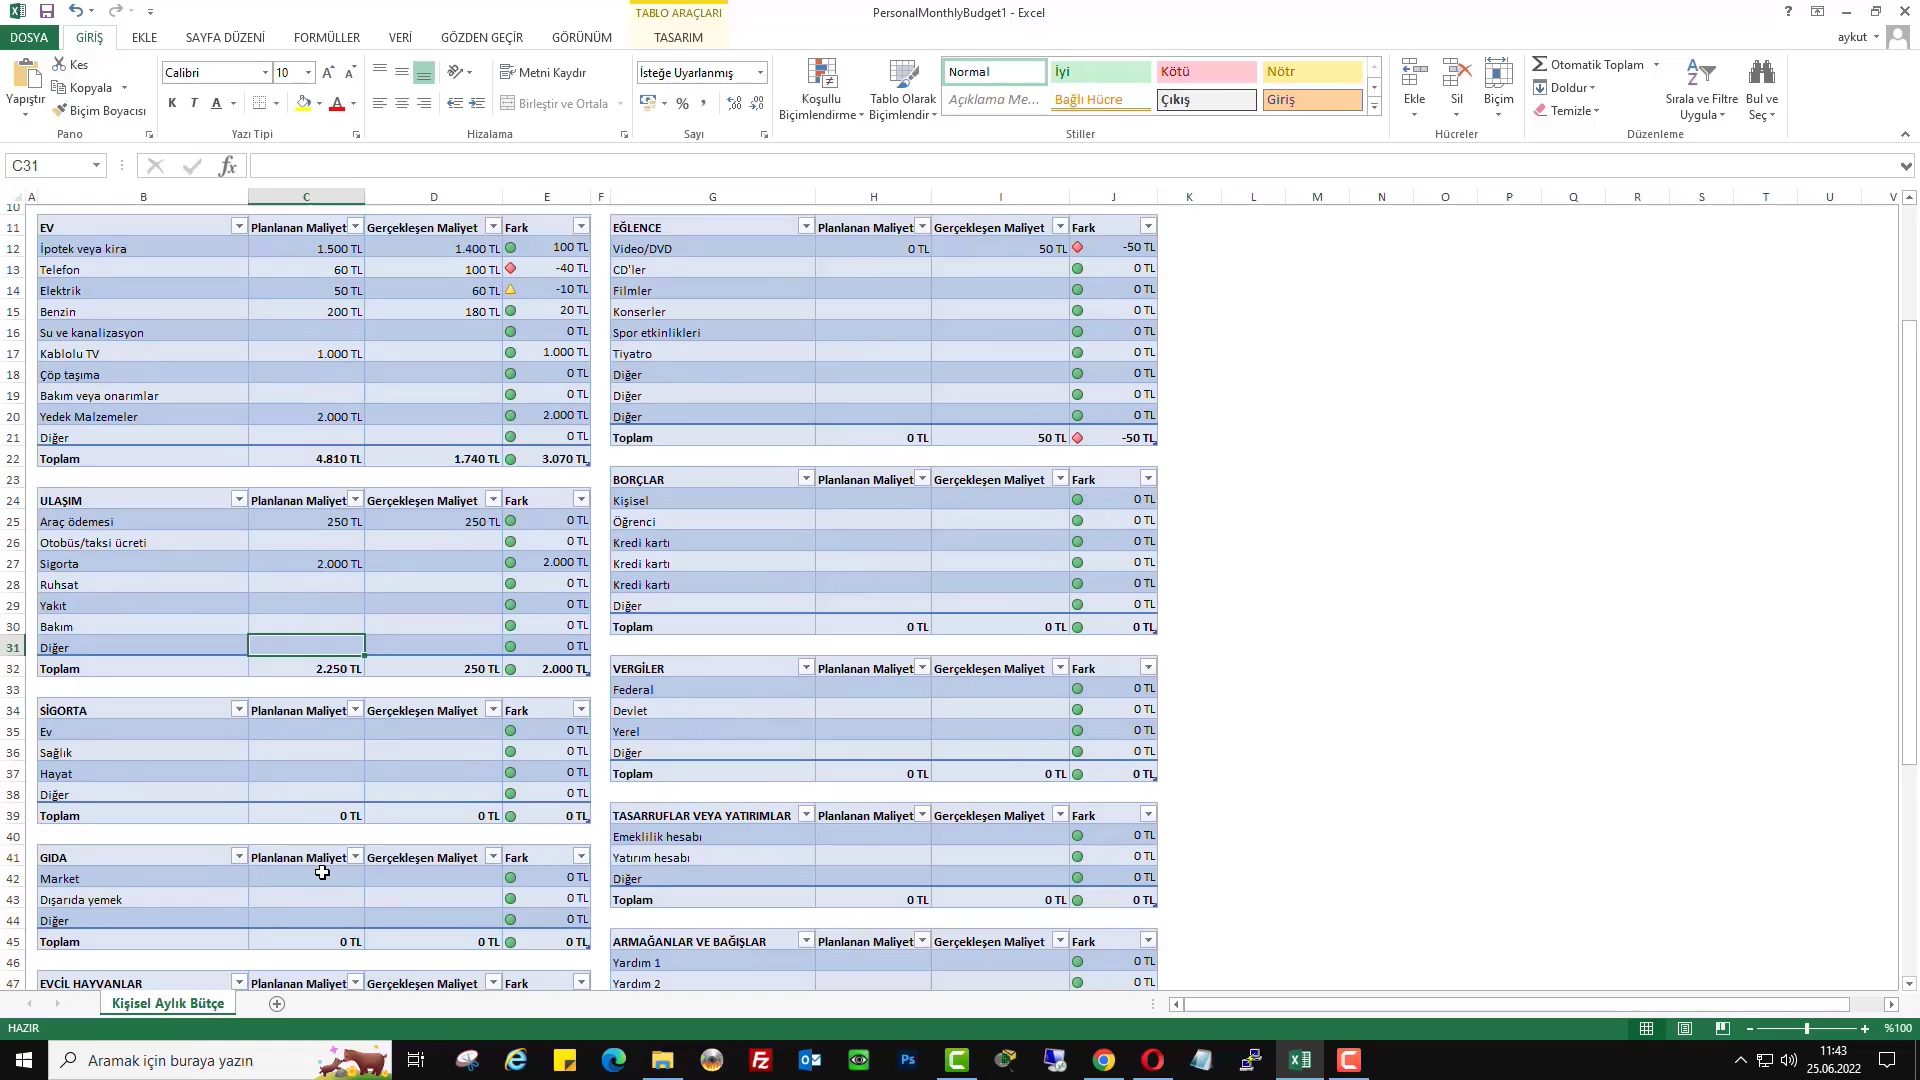 TABLO ARAÇLARI
PersonalMonthlyBudget1 - Excel
?
DOSYA GİRİŞ EKLE SAYFA DÜZENİ FORMÜLLER VERİ GÖZDEN GEÇİR GÖRÜNÜM TASARIM aykut
Yapıştır Kes Kopyala Biçim Boyacısı
Calibri 10 K T A
Metni Kaydır Birleştir ve Ortala
İsteğe Uyarlanmış %
Koşullu Biçimlendirme Tablo Olarak Biçimlendir
Normal İyi Kötü Nötr
Açıklama Me... Bağlı Hücre Çıkış Giriş
Ekle Sil Biçim
Otomatik Toplam Doldur Temizle
Sırala ve Filtre Uygula Bul ve Seç
Pano Yazı Tipi Hizalama Sayı Stiller Hücreler Düzenleme
C31 fx
A B C D E F G H I J K L M N O P Q R S T U V
10
11 EV Planlanan Maliyet Gerçekleşen Maliyet Fark EĞLENCE Planlanan Maliyet Gerçekleşen Maliyet Fark
12 İpotek veya kira 1.500 TL 1.400 TL 100 TL Video/DVD 0 TL 50 TL -50 TL
13 Telefon 60 TL 100 TL -40 TL CD'ler 0 TL
14 Elektrik 50 TL 60 TL -10 TL Filmler 0 TL
15 Benzin 200 TL 180 TL 20 TL Konserler 0 TL
16 Su ve kanalizasyon 0 TL Spor etkinlikleri 0 TL
17 Kablolu TV 1.000 TL 1.000 TL Tiyatro 0 TL
18 Çöp taşıma 0 TL Diğer 0 TL
19 Bakım veya onarımlar 0 TL Diğer 0 TL
20 Yedek Malzemeler 2.000 TL 2.000 TL Diğer 0 TL
21 Diğer 0 TL Toplam 0 TL 50 TL -50 TL
22 Toplam 4.810 TL 1.740 TL 3.070 TL
23 BORÇLAR Planlanan Maliyet Gerçekleşen Maliyet Fark
24 ULAŞIM Planlanan Maliyet Gerçekleşen Maliyet Fark Kişisel 0 TL
25 Araç ödemesi 250 TL 250 TL 0 TL Öğrenci 0 TL
26 Otobüs/taksi ücreti 0 TL Kredi kartı 0 TL
27 Sigorta 2.000 TL 2.000 TL Kredi kartı 0 TL
28 Ruhsat 0 TL Kredi kartı 0 TL
29 Yakıt 0 TL Diğer 0 TL
30 Bakım 0 TL Toplam 0 TL 0 TL 0 TL
31 Diğer 0 TL
32 Toplam 2.250 TL 250 TL 2.000 TL VERGİLER Planlanan Maliyet Gerçekleşen Maliyet Fark
33 Federal 0 TL
34 SİGORTA Planlanan Maliyet Gerçekleşen Maliyet Fark Devlet 0 TL
35 Ev 0 TL Yerel 0 TL
36 Sağlık 0 TL Diğer 0 TL
37 Hayat 0 TL Toplam 0 TL 0 TL 0 TL
38 Diğer 0 TL
39 Toplam 0 TL 0 TL 0 TL TASARRUFLAR VEYA YATIRIMLAR Planlanan Maliyet Gerçekleşen Maliyet Fark
40 Emeklilik hesabı 0 TL
41 GIDA Planlanan Maliyet Gerçekleşen Maliyet Fark Yatırım hesabı 0 TL
42 Market 0 TL Diğer 0 TL
43 Dışarıda yemek 0 TL Toplam 0 TL 0 TL 0 TL
44 Diğer 0 TL
45 Toplam 0 TL 0 TL 0 TL ARMAĞANLAR VE BAĞIŞLAR Planlanan Maliyet Gerçekleşen Maliyet Fark
46 Yardım 1 0 TL
47 EVCİL HAYVANLAR Planlanan Maliyet Gerçekleşen Maliyet Fark Yardım 2 0 TL
Kişisel Aylık Bütçe
HAZIR %100
Aramak için buraya yazın
Ps
11:43
25.06.2022